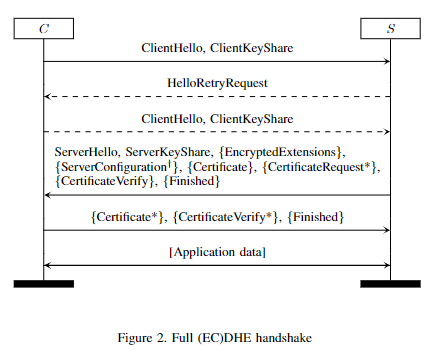 C S
ClientHello, ClientKeyShare
HelloRetryRequest
ClientHello, ClientKeyShare
ServerHello, ServerKeyShare, {EncryptedExtensions},
{ServerConfiguration†}, {Certificate}, {CertificateRequest*},
{CertificateVerify}, {Finished}
{Certificate*}, {CertificateVerify*}, {Finished}
[Application data]
Figure 2. Full (EC)DHE handshake